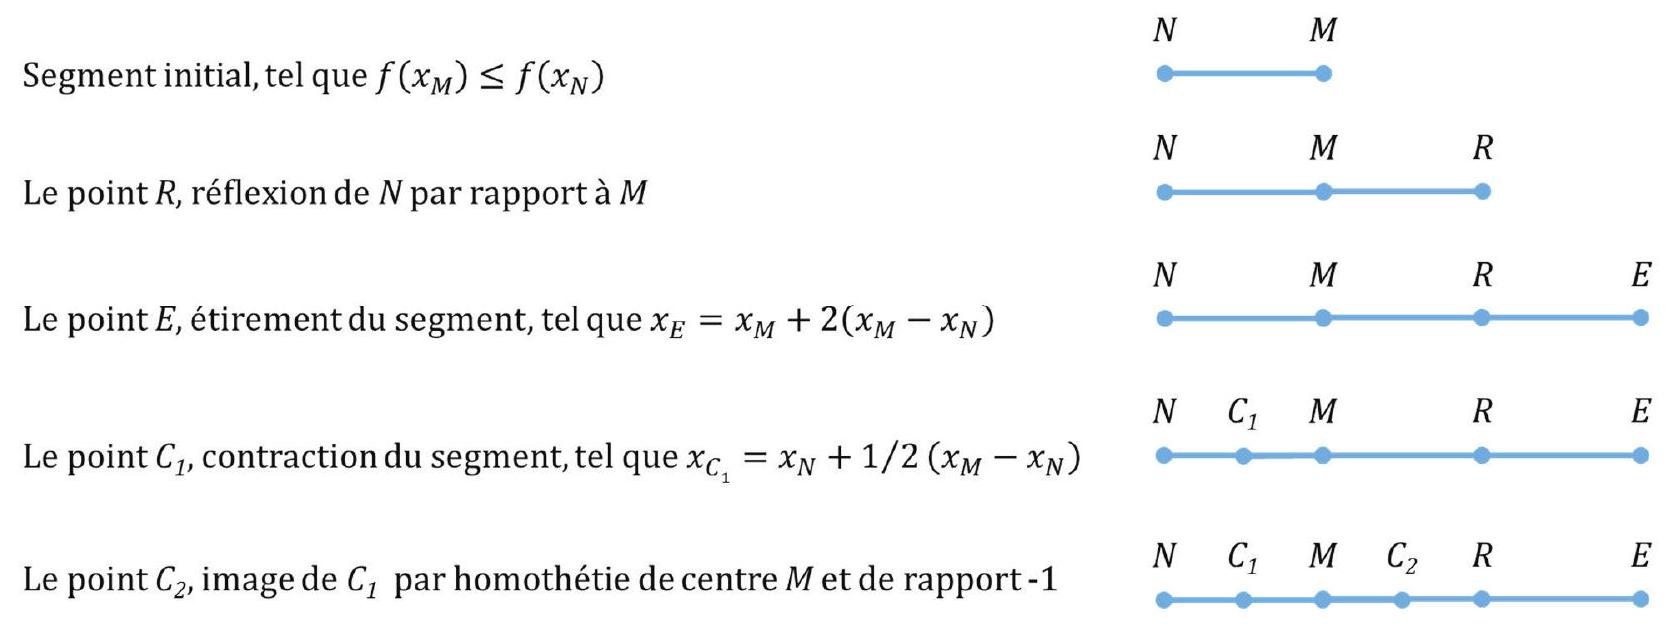 N M
Segment initial, tel que f(x_M) ≤ f(x_N)
N M R
Le point R, réflexion de N par rapport à M
N M R E
Le point E, étirement du segment, tel que x_E = x_M + 2(x_M − x_N)
N C_1 M R E
Le point C_1, contraction du segment, tel que x_{C_1} = x_N + 1/2 (x_M − x_N)
N C_1 M C_2 R E
Le point C_2, image de C_1 par homothétie de centre M et de rapport -1